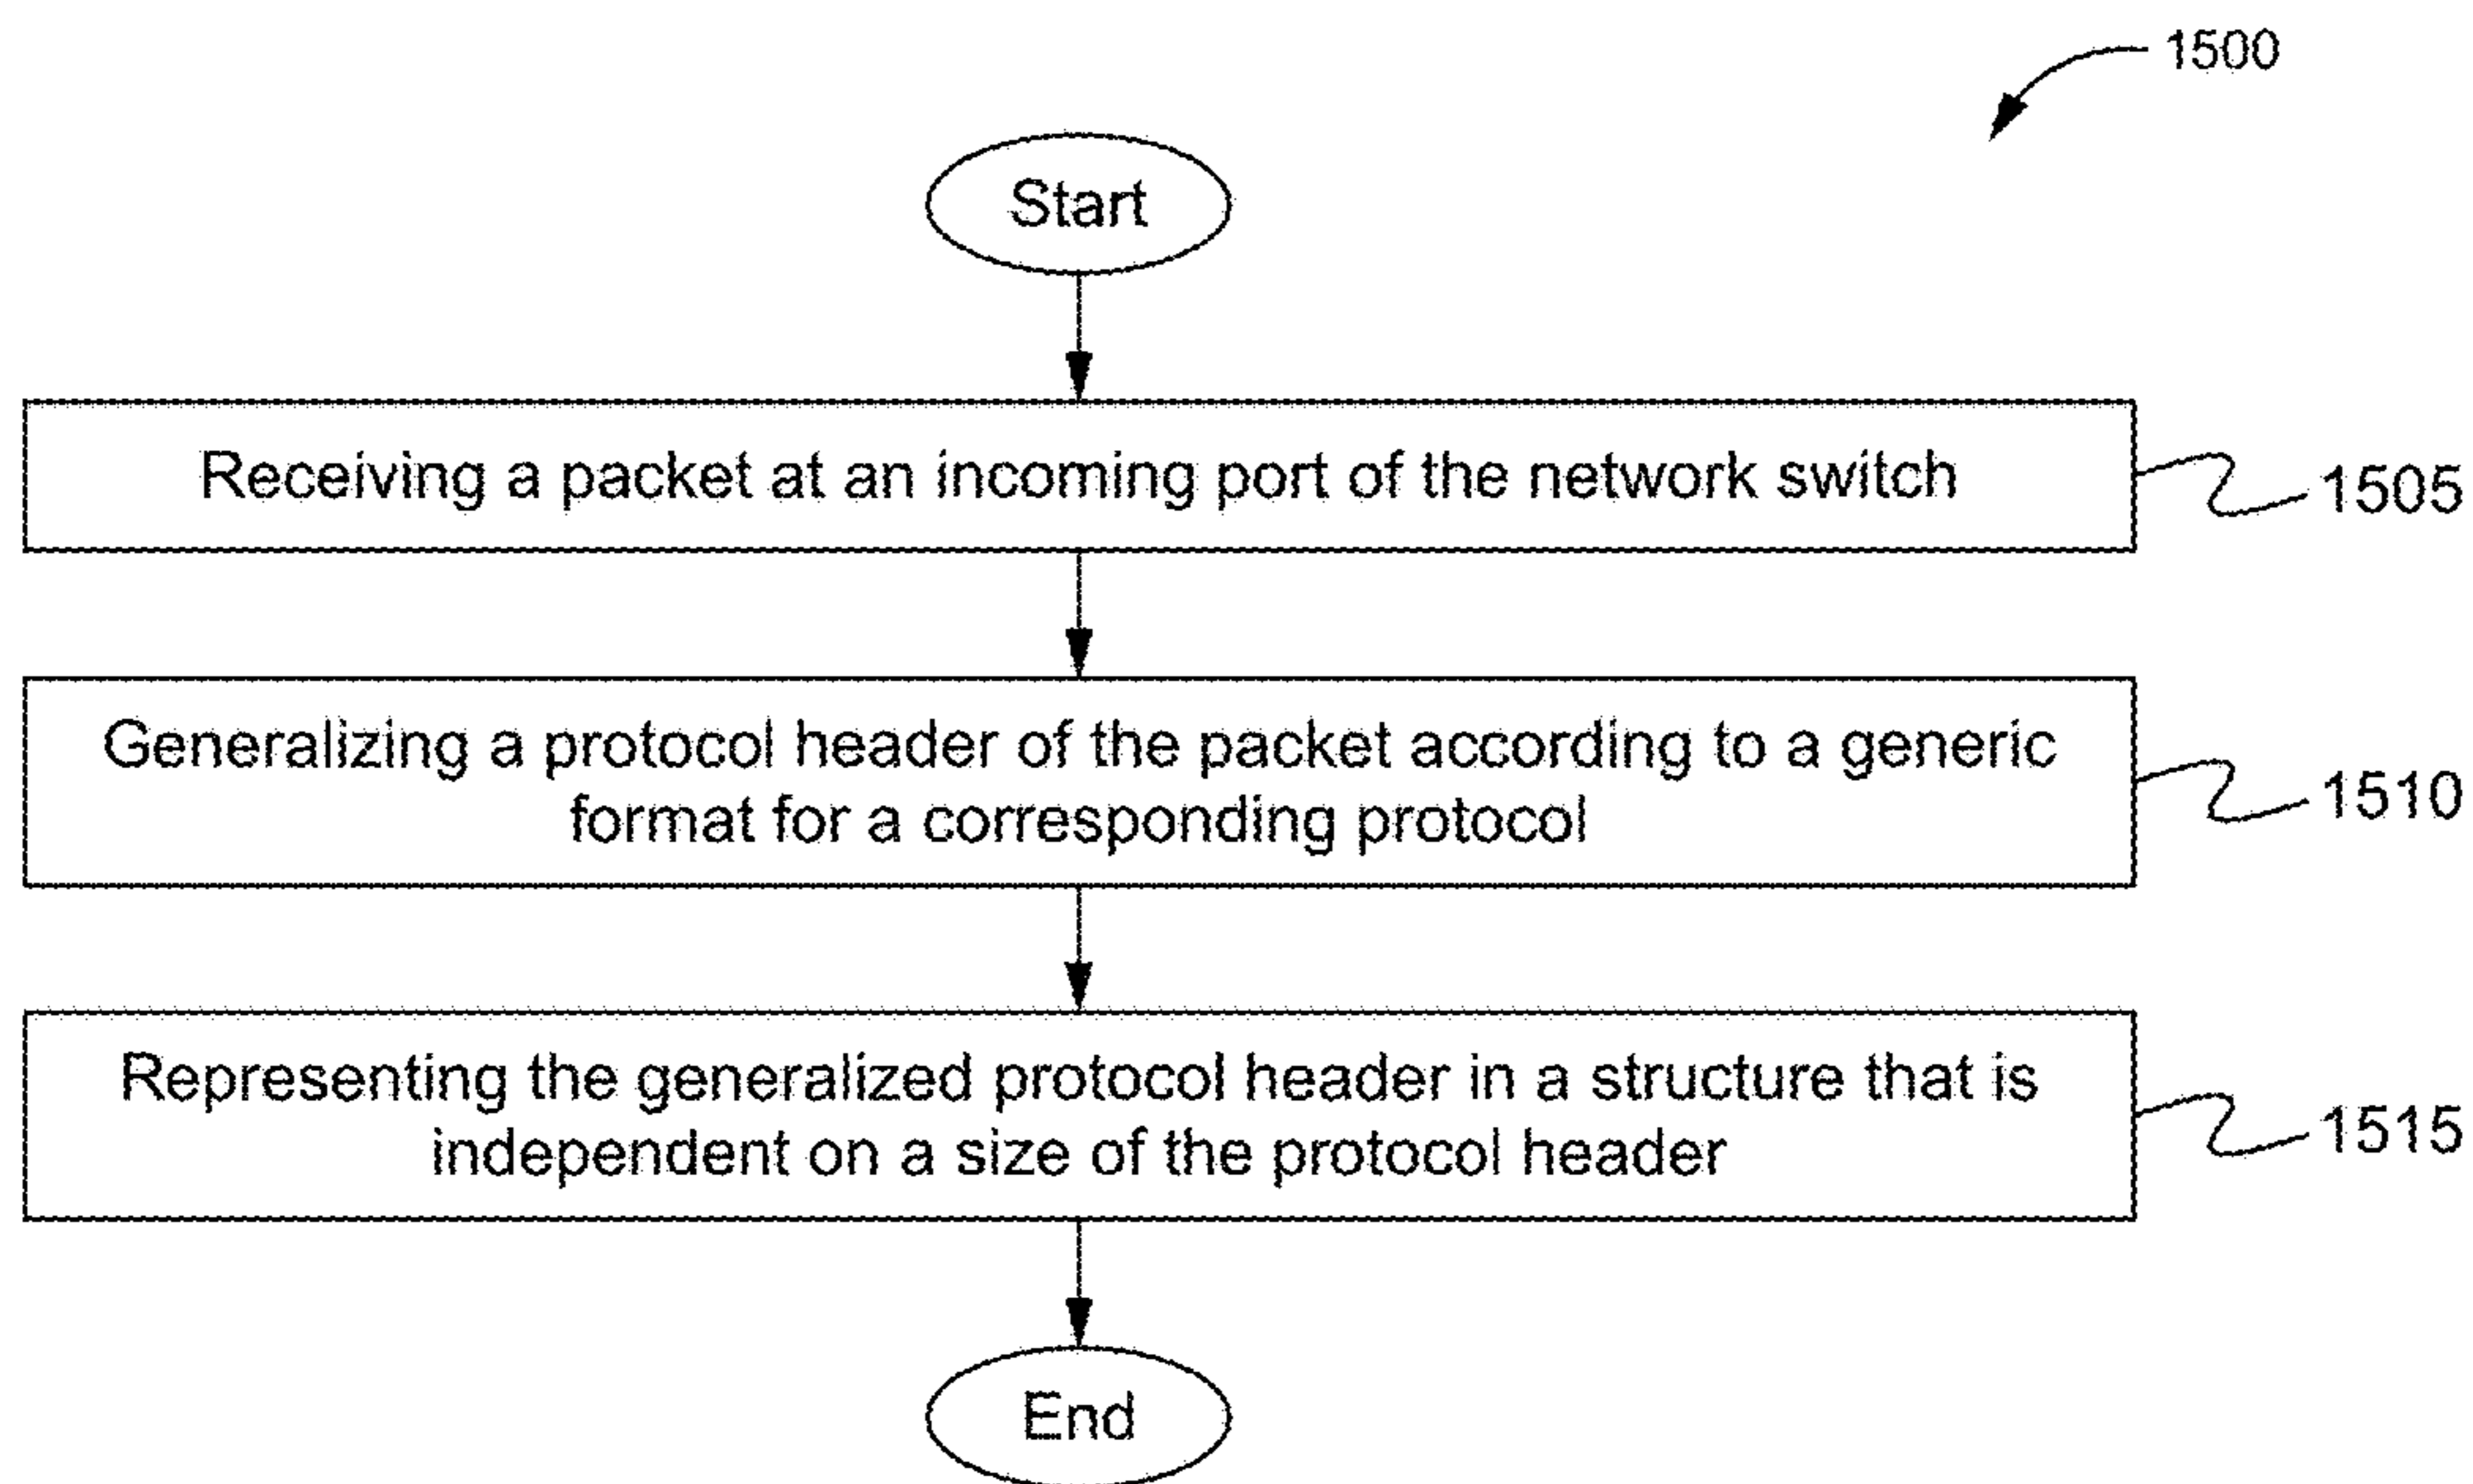 1500
Start
Receiving a packet at an incoming port of the network switch
1505
Generalizing a protocol header of the packet according to a generic
format for a corresponding protocol
1510
Representing the generalized protocol header in a structure that is
independent on a size of the protocol header
1515
End